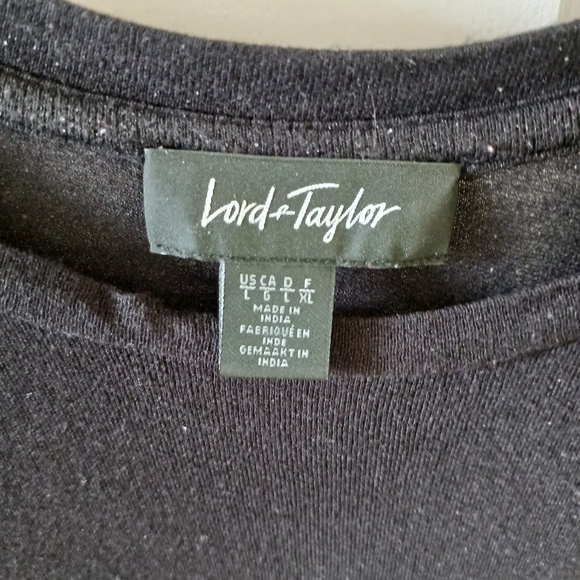 Lord & Taylor
US CA D F
L G L XL
MADE IN
INDIA
FABRIQUÉ EN
INDE
GEMAAKT IN
INDIA